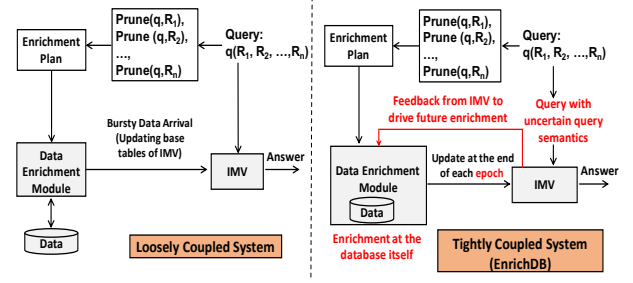 Enrichment
Plan
Prune(q,R1),
Prune (q,R2),
...,
Prune(q,Rn)
Query:
q(R1, R2, ...,Rn)
Bursty Data Arrival
(Updating base
tables of IMV)
Data
Enrichment
Module
IMV
Answer
Data
Loosely Coupled System
Enrichment
Plan
Prune(q,R1),
Prune (q,R2),
...,
Prune(q,Rn)
Query:
q(R1, R2, ...,Rn)
Feedback from IMV to
drive future enrichment
Query with
uncertain query
semantics
Data Enrichment
Module
Data
Update at the end
of each epoch
IMV
Answer
Enrichment at the
database itself
Tightly Coupled System
(EnrichDB)